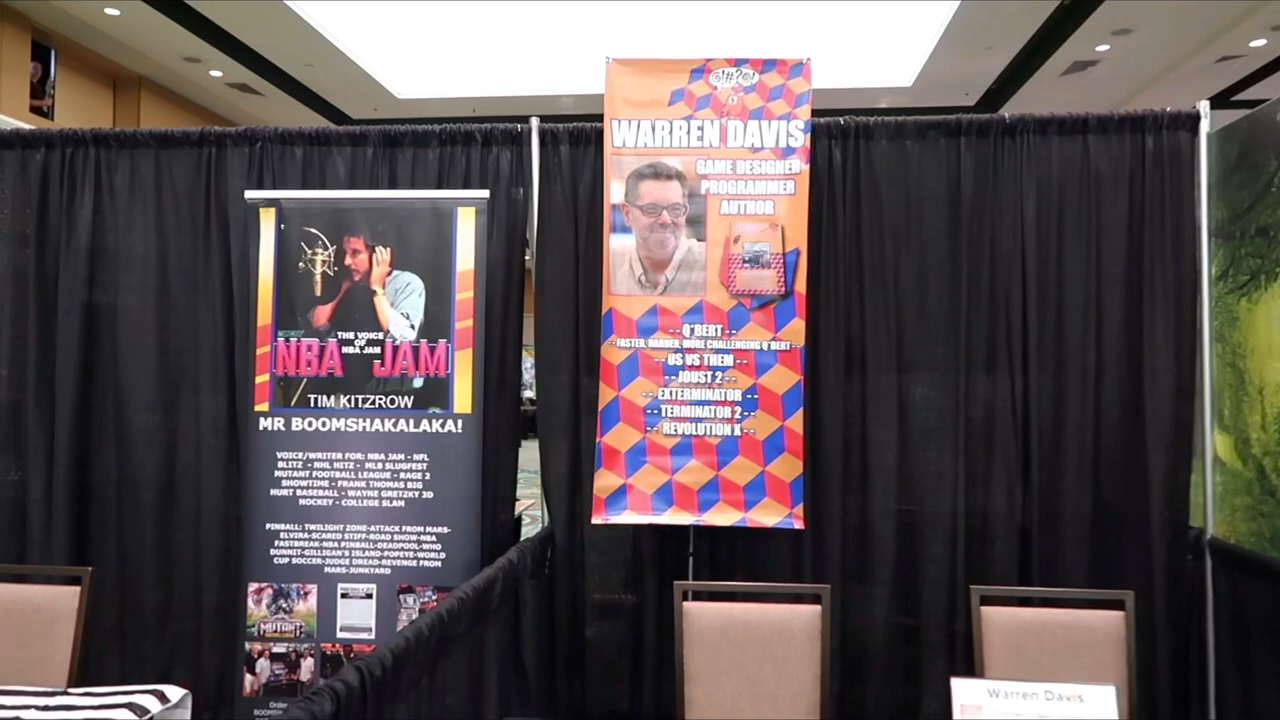 THE VOICE
OF
NBA JAM
NBA JAM
TIM KITZROW
MR BOOMSHAKALAKA!
VOICE/WRITER FOR: NBA JAM - NFL
BLITZ - NHL HITZ - MLB SLUGFEST
MUTANT FOOTBALL LEAGUE - RAGE 2
SHOWTIME - FRANK THOMAS BIG
HURT BASEBALL - WAYNE GRETZKY 3D
HOCKEY - COLLEGE SLAM
PINBALL: TWILIGHT ZONE-ATTACK FROM MARS-
ELVIRA-SCARED STIFF-ROAD SHOW-NBA
FASTBREAK-NBA PINBALL-DEADPOOL-WHO
DUNNIT-GILLIGAN'S ISLAND-POPEYE-WORLD
CUP SOCCER-JUDGE DREAD-REVENGE FROM
MARS-JUNKYARD
MUTANT
@!#?@!
WARREN DAVIS
GAME DESIGNER
PROGRAMMER
AUTHOR
-- Q*BERT --
-- FASTER, HARDER, MORE CHALLENGING Q*BERT --
-- US VS THEM --
-- JOUST 2 --
-- EXTERMINATOR --
-- TERMINATOR 2 --
-- REVOLUTION X --
Warren Davis